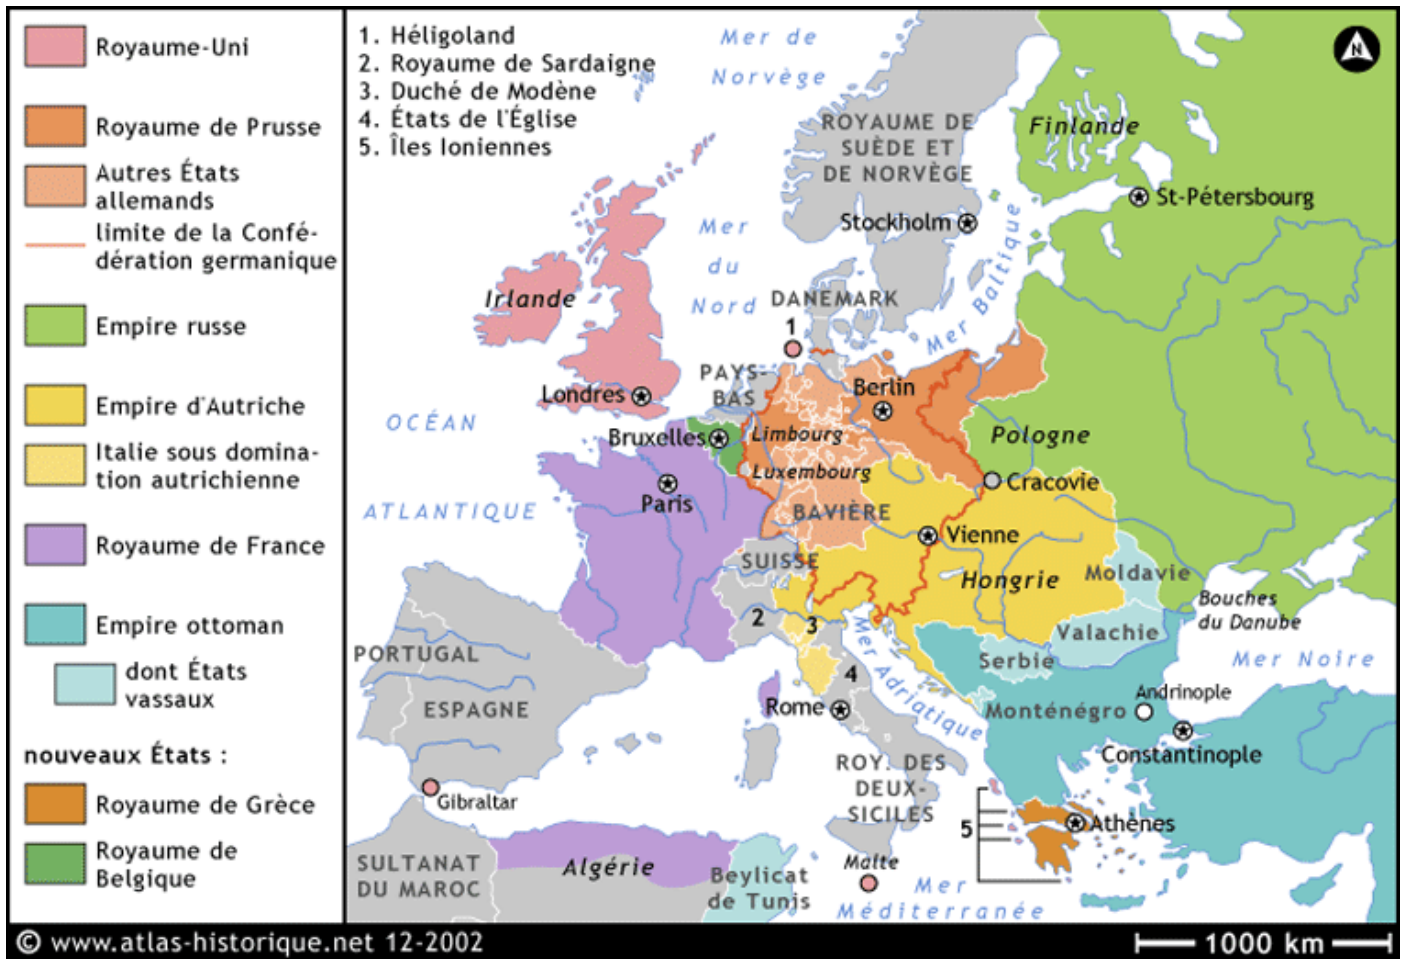 Royaume-Uni
Royaume de Prusse
Autres États
allemands
limite de la Confé-
dération germanique
Empire russe
Empire d'Autriche
Italie sous domina-
tion autrichienne
Royaume de France
Empire ottoman
dont États
vassaux
nouveaux États :
Royaume de Grèce
Royaume de
Belgique
1. Héligoland
2. Royaume de Sardaigne
3. Duché de Modène
4. États de l'Église
5. Îles Ioniennes
Mer de
Norvège
N
ROYAUME DE
SUÈDE ET
DE NORVÈGE
Finlande
St-Pétersbourg
Stockholm
Mer
du
Nord
Mer Baltique
Irlande
DANEMARK
1
PAYS-
BAS
Berlin
Londres
OCÉAN
ATLANTIQUE
Bruxelles
Limbourg
Pologne
Luxembourg
Cracovie
Paris
BAVIÈRE
Vienne
SUISSE
Hongrie
Moldavie
Bouches
du Danube
2
3
Valachie
Mer Noire
PORTUGAL
Mer Adriatique
Serbie
4
ESPAGNE
Rome
Monténégro
Andrinople
Constantinople
ROY. DES
DEUX-
SICILES
Gibraltar
5
Athènes
SULTANAT
DU MAROC
Algérie
Beylicat
de Tunis
Malte
Mer
Méditerranée
© www.atlas-historique.net 12-2002
1000 km